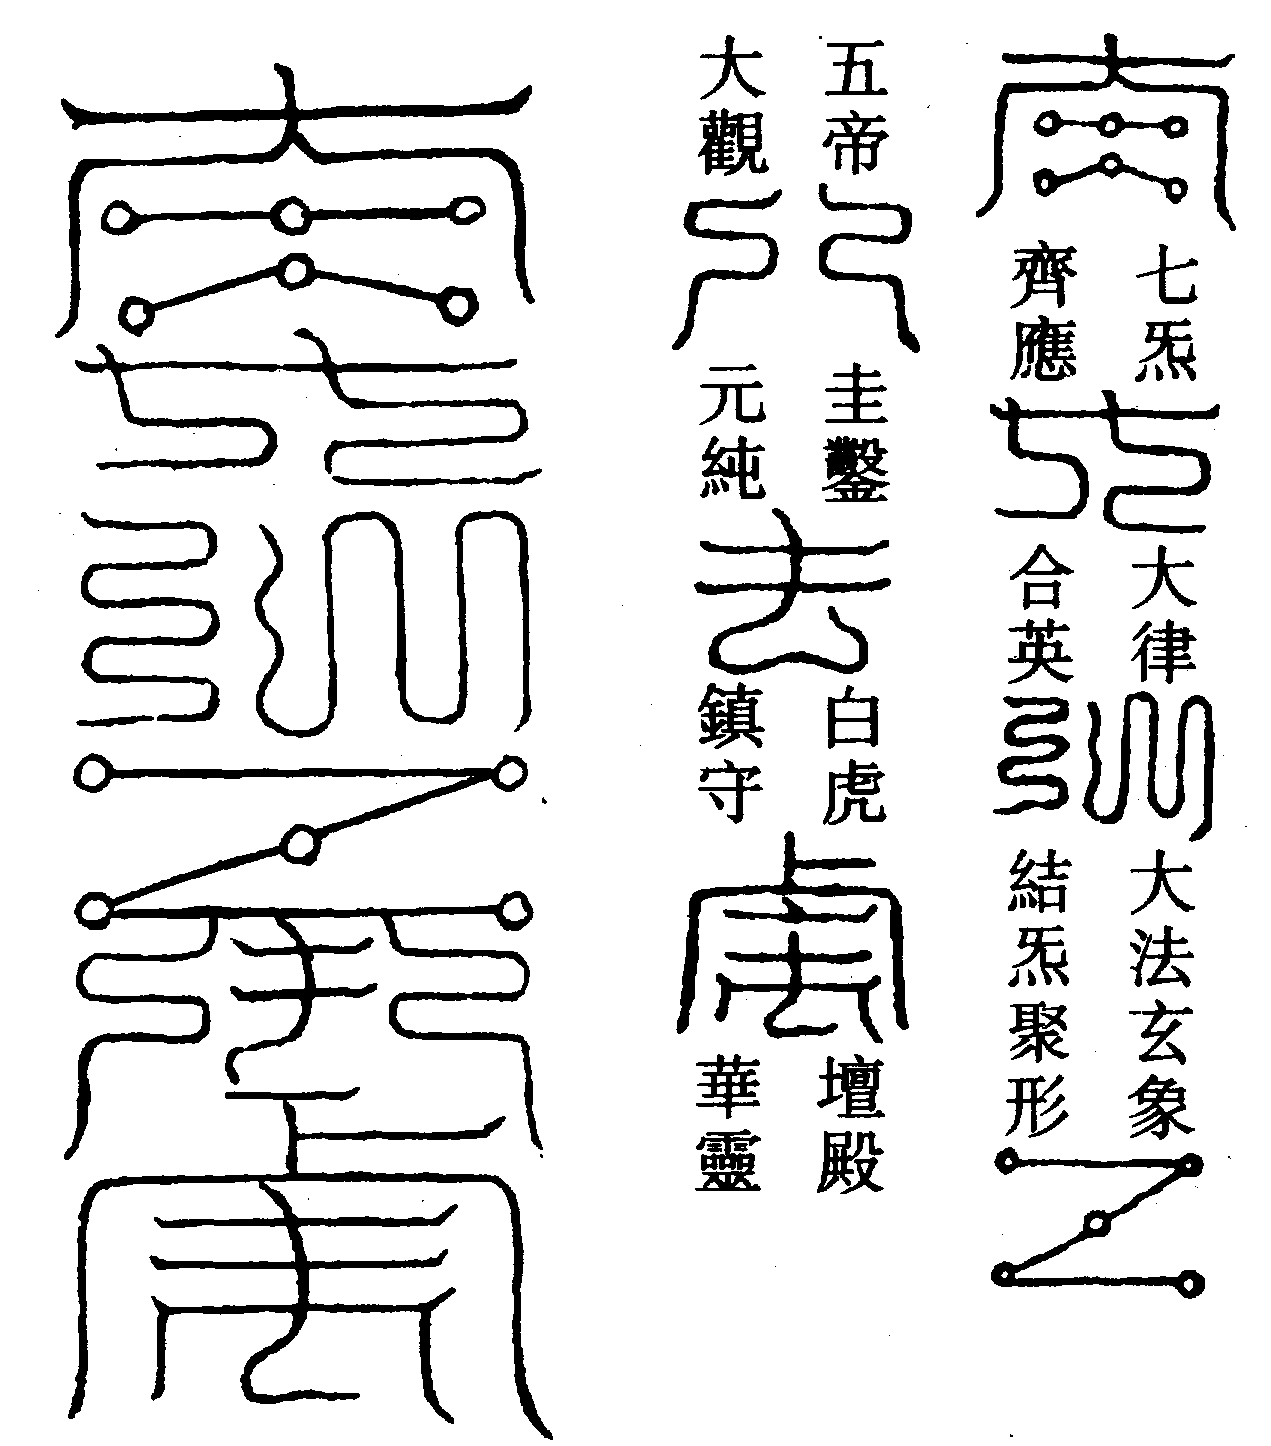 七炁
齊應
大律
合英
大法玄象
結炁聚形
五帝
大觀
圭鑿
元純
白虎
鎮守
壇殿
華靈